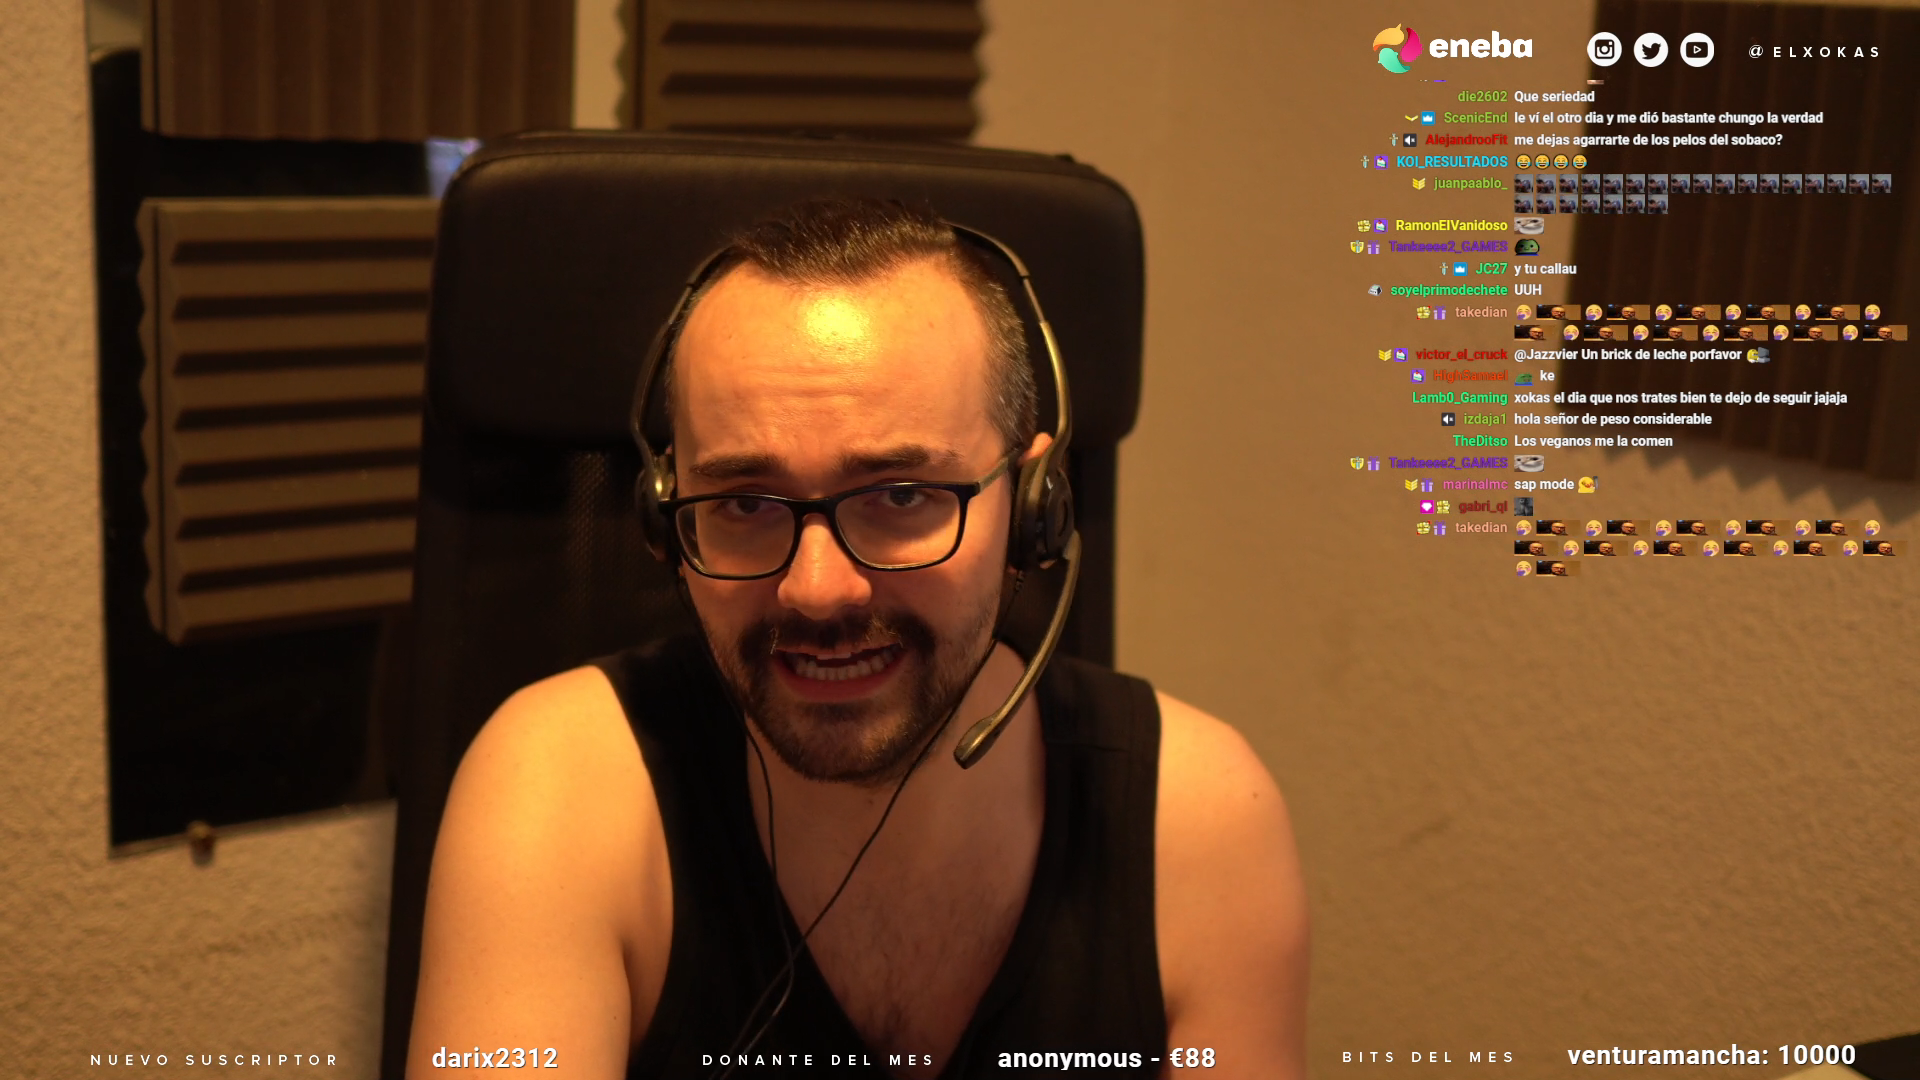 eneba
@ELXOKAS
die2602 Que seriedad
ScenicEnd le ví el otro dia y me dió bastante chungo la verdad
AlejandrooFit me dejas agarrarte de los pelos del sobaco?
KOI_RESULTADOS
juanpaablo_
RamonElVanidoso
Tankeeee2_GAMES
JC27 y tu callau
soyelprimodechete UUH
takedian
victor_el_cruck @Jazzvier Un brick de leche porfavor
HighSamael ke
Lamb0_Gaming xokas el dia que nos trates bien te dejo de seguir jajaja
izdaja1 hola señor de peso considerable
TheDitso Los veganos me la comen
Tankeeee2_GAMES
marinalmc sap mode
gabri_ql
takedian
NUEVO SUSCRIPTOR darix2312 DONANTE DEL MES anonymous - €88 BITS DEL MES venturamancha: 10000